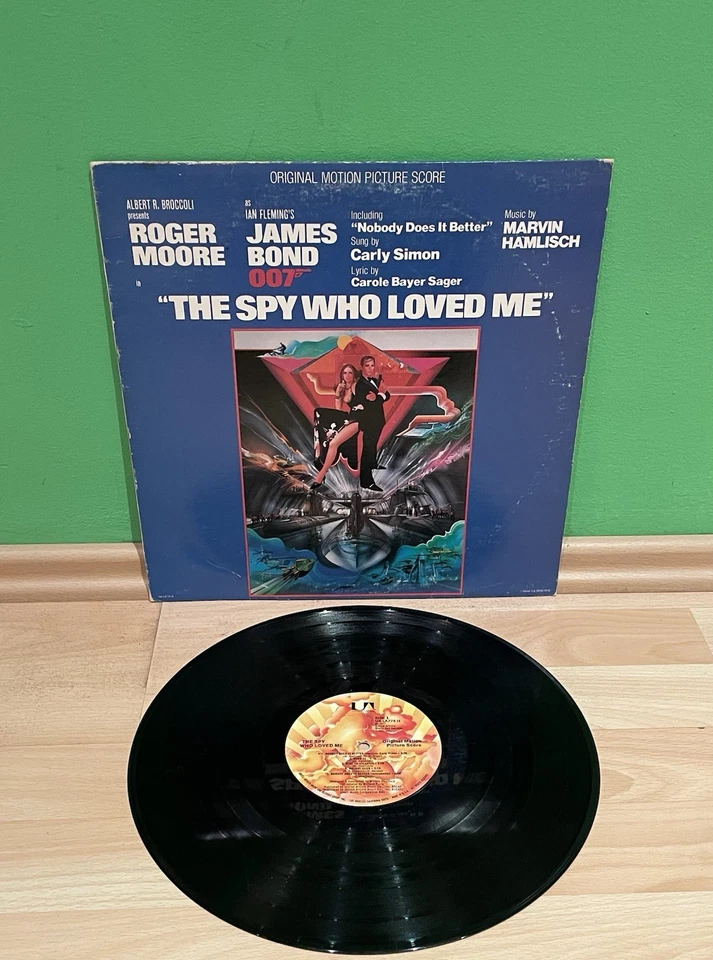 ORIGINAL MOTION PICTURE SCORE
ALBERT R. BROCCOLI
presents
ROGER
MOORE
in
as
IAN FLEMING'S
JAMES
BOND
007
Including
"Nobody Does It Better"
Sung by
Carly Simon
Lyric by
Carole Bayer Sager
Music by
MARVIN
HAMLISCH
"THE SPY WHO LOVED ME"
UA
THE SPY
WHO LOVED ME
Original Motion
Picture Score